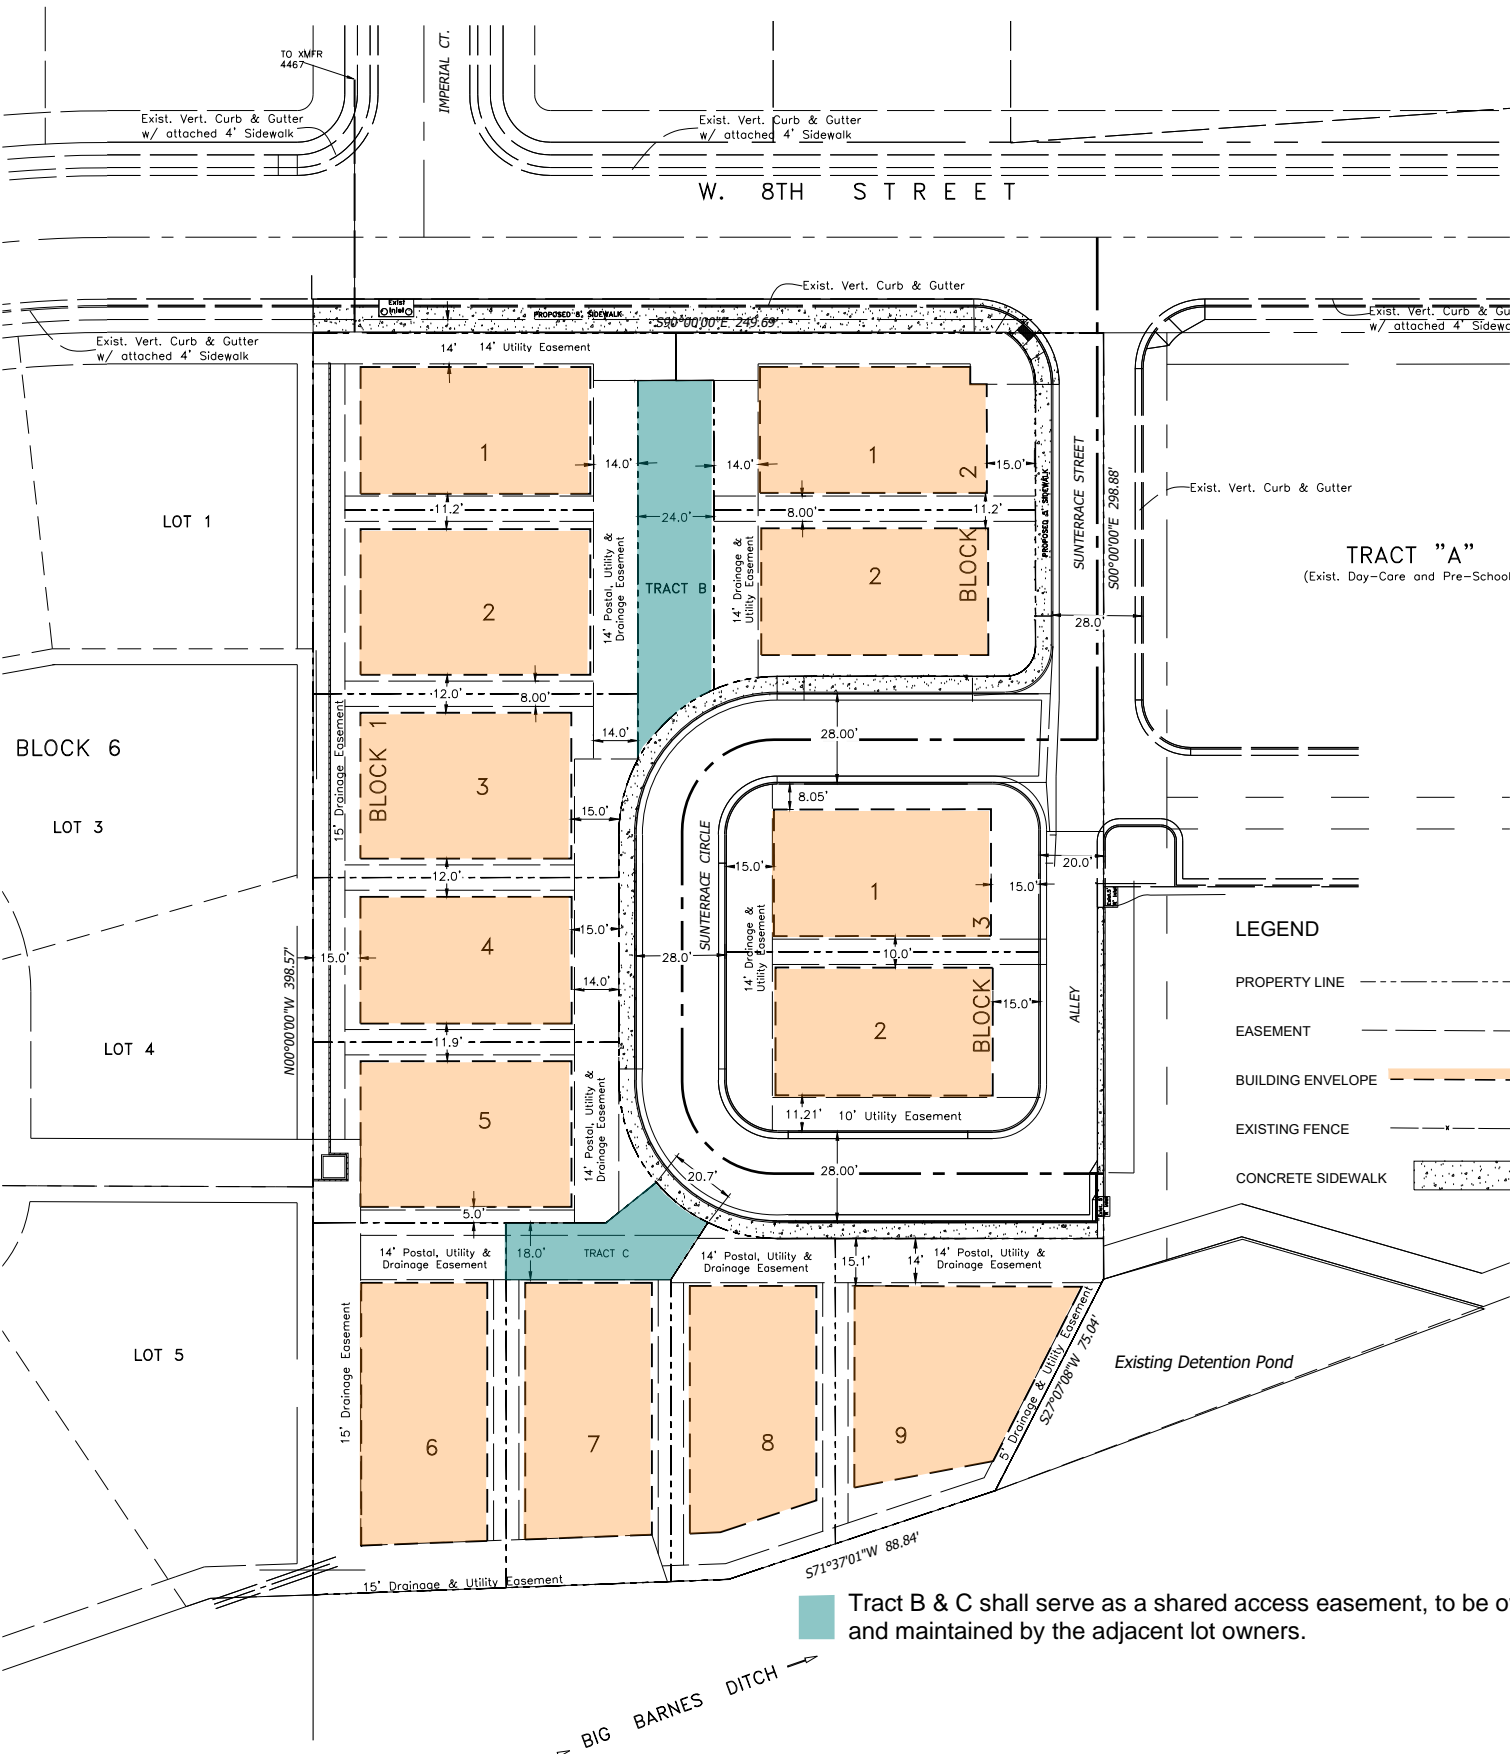 TO XMFR
4467
IMPERIAL CT.
Exist. Vert. Curb & Gutter
w/ attached 4' Sidewalk
Exist. Vert. Curb & Gutter
w/ attached 4' Sidewalk
W. 8TH STREET
Exist. Vert. Curb & Gutter
Exist
Inlet
PROPOSED 8' SIDEWALK
S90°00'00"E 249.69'
Exist. Vert. Curb & Gu
w/ attached 4' Sidewa
Exist. Vert. Curb & Gutter
w/ attached 4' Sidewalk
14'
14' Utility Easement
1
14.0'
14.0'
1
2
15.0'
SUNTERRACE STREET
S00°00'00"E 298.88'
Exist. Vert. Curb & Gutter
LOT 1
11.2'
24.0'
8.00'
11.2'
TRACT "A"
(Exist. Day-Care and Pre-School
2
14' Postal, Utility &
Drainage Easement
TRACT B
14' Drainage &
Utility Easement
2
BLOCK
28.0'
12.0'
8.00'
14.0'
28.00'
BLOCK 6
15' Drainage Easement
BLOCK 1
3
8.05'
LOT 3
15.0'
SUNTERRACE CIRCLE
15.0'
20.0'
12.0'
1
15.0'
3
4
15.0'
14' Drainage &
Utility Easement
LEGEND
N00°00'00"W 398.57'
15.0'
28.0'
10.0'
PROPERTY LINE
14.0'
BLOCK
15.0'
ALLEY
LOT 4
11.9'
2
EASEMENT
BUILDING ENVELOPE
5
14' Postal, Utility &
Drainage Easement
11.21'
10' Utility Easement
EXISTING FENCE
x
20.7'
28.00'
CONCRETE SIDEWALK
5.0'
14' Postal, Utility &
Drainage Easement
18.0'
TRACT C
14' Postal, Utility &
Drainage Easement
15.1'
14'
14' Postal, Utility &
Drainage Easement
LOT 5
15' Drainage Easement
5' Drainage & Utility Easement
S27°07'08"W 75.04'
Existing Detention Pond
6
7
8
9
S71°37'01"W 88.84'
15' Drainage & Utility Easement
Tract B & C shall serve as a shared access easement, to be o
and maintained by the adjacent lot owners.
BIG BARNES DITCH